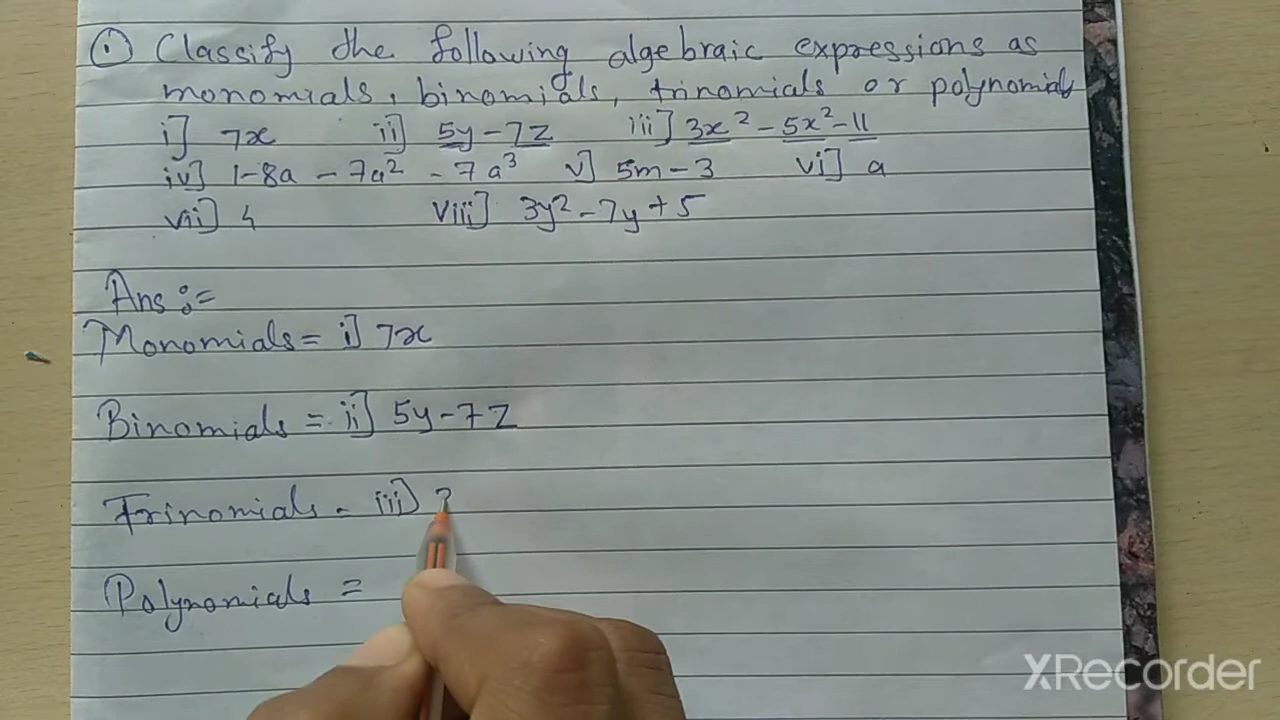 ① Classify the following algebraic expressions as
monomials, binomials, trinomials or polynomials
i] 7x ii] 5y - 7z iii] 3x² - 5x² - 11
iv] 1 - 8a - 7a² - 7a³ v] 5m - 3 vi] a
vii] 4 viii] 3y² - 7y + 5
Ans :=
Monomials = i] 7x
Binomials = ii] 5y - 7z
Trinomials = iii] 3
Polynomials =
XRecorder